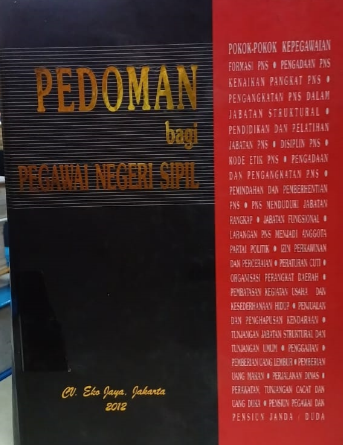 PEDOMAN
bagi
PEGAWAI NEGERI SIPIL
CV. Eko Jaya, Jakarta
2012
POKOK-POKOK KEPEGAWAIAN
FORMASI PNS • PENGADAAN PNS
KENAIKAN PANGKAT PNS •
PENGANGKATAN PNS DALAM
JABATAN STRUKTURAL •
PENDIDIKAN DAN PELATIHAN
JABATAN PNS • DISIPLIN PNS •
KODE ETIK PNS • PENGADAAN
DAN PENGANGKATAN PNS •
PEMINDAHAN DAN PEMBERHENTIAN
PNS • PNS MENDUDUKI JABATAN
RANGKAP • JABATAN FUNGSIONAL •
LARANGAN PNS MENJADI ANGGOTA
PARTAI POLITIK • IZIN PERKAWINAN
DAN PERCERAIAN • PERATURAN CUTI •
ORGANISASI PERANGKAT DAERAH •
PEMBATASAN KEGIATAN USAHA DAN
KESEDERHANAAN HIDUP • PENJUALAN
DAN PENGHAPUSAN KENDARAAN •
TUNJANGAN JABATAN STRUKTURAL DAN
TUNJANGAN UMUM • PENGGAJIAN •
PEMBERIAN UANG LEMBUR • PEMBERIAN
UANG MAKAN • PERJALANAN DINAS •
PERAWATAN, TUNJANGAN CACAT DAN
UANG DUKA • PENSIUN PEGAWAI DAN
PENSIUN JANDA / DUDA